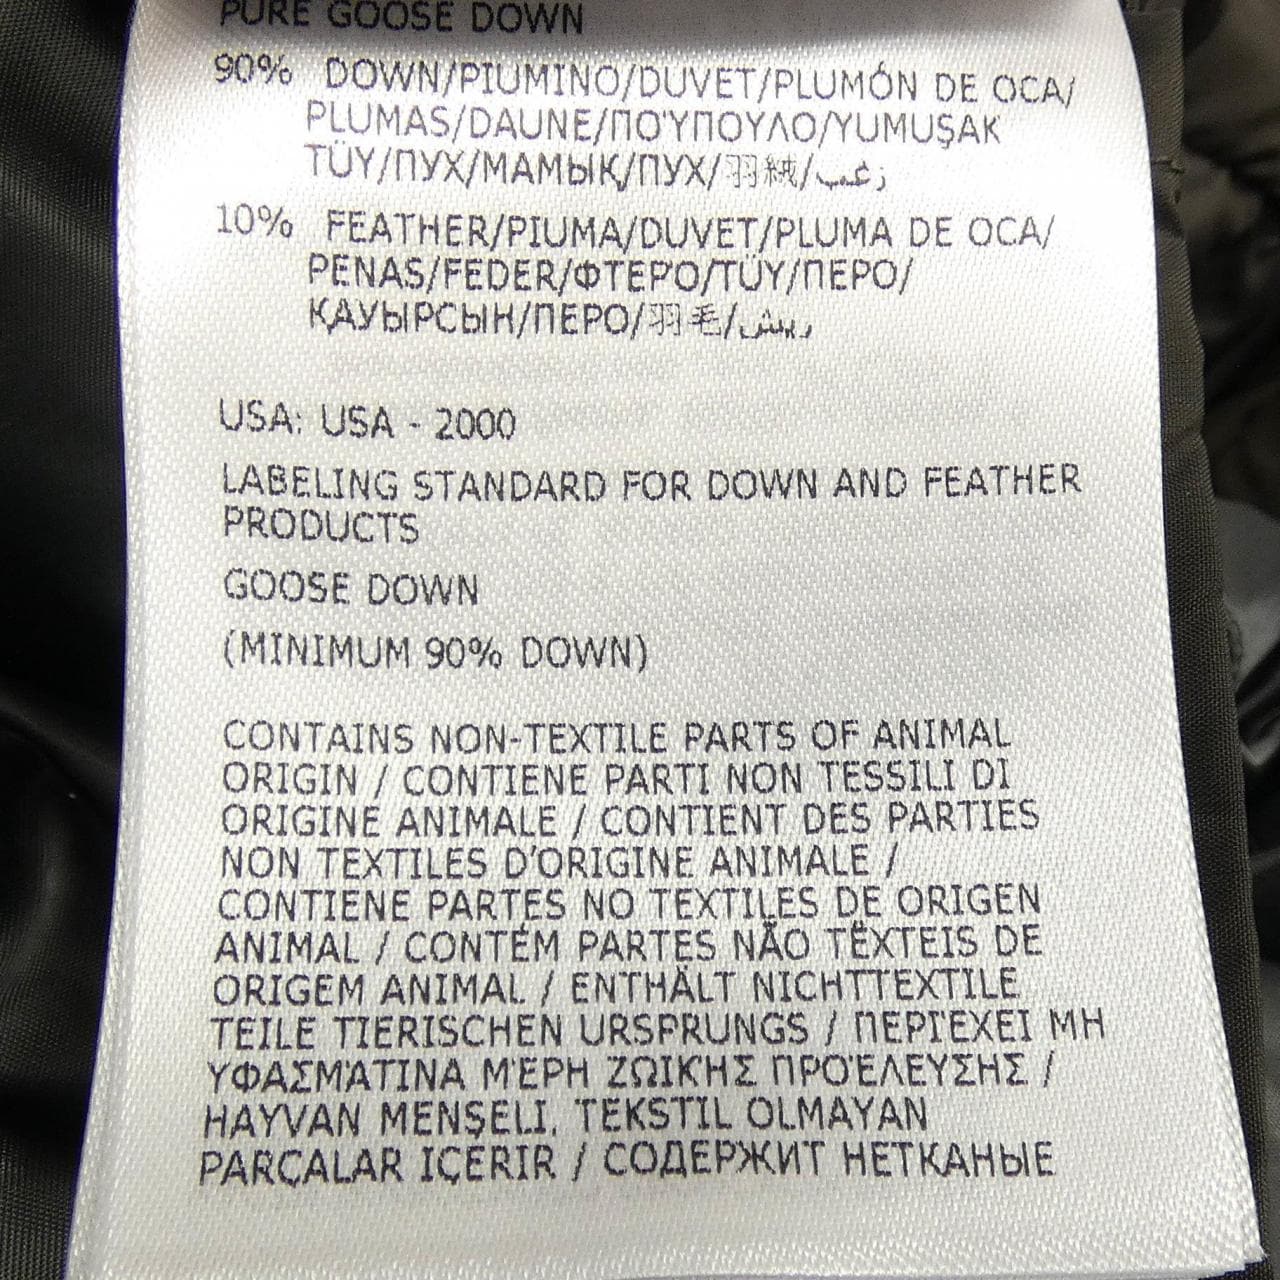 PURE GOOSE DOWN
90% DOWN/PIUMINO/DUVET/PLUMÓN DE OCA/
PLUMAS/DAUNE/ΠΟΎΠΟΥΛΟ/YUMUŞAK
TÜY/ПУХ/МАМЫҚ/ПУХ/羽絨/زغب
10% FEATHER/PIUMA/DUVET/PLUMA DE OCA/
PENAS/FEDER/ΦΤΕΡΌ/TÜY/ПЕРО/
ҚАУЫРСЫН/ПЕРО/羽毛/ريش
USA: USA - 2000
LABELING STANDARD FOR DOWN AND FEATHER
PRODUCTS
GOOSE DOWN
(MINIMUM 90% DOWN)
CONTAINS NON-TEXTILE PARTS OF ANIMAL
ORIGIN / CONTIENE PARTI NON TESSILI DI
ORIGINE ANIMALE / CONTIENT DES PARTIES
NON TEXTILES D'ORIGINE ANIMALE /
CONTIENE PARTES NO TEXTILES DE ORIGEN
ANIMAL / CONTÉM PARTES NÃO TÊXTEIS DE
ORIGEM ANIMAL / ENTHÄLT NICHTTEXTILE
TEILE TIERISCHEN URSPRUNGS / ΠΕΡΙΈΧΕΙ ΜΗ
ΥΦΑΣΜΆΤΙΝΑ ΜΈΡΗ ΖΩΙΚΉΣ ΠΡΟΈΛΕΥΣΗΣ /
HAYVAN MENŞELI, TEKSTIL OLMAYAN
PARÇALAR IÇERIR / СОДЕРЖИТ НЕТКАНЫЕ